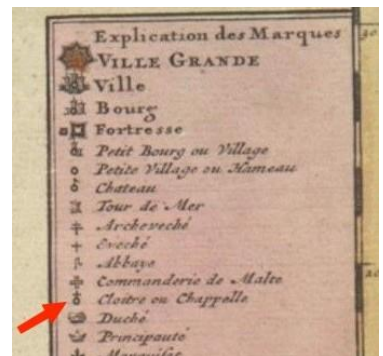 Explication des Marques
VILLE GRANDE
Ville
Bourg
Fortresse
Petit Bourg ou Village
Petite Village ou Hameau
Chateau
Tour de Mer
Archeveché
Eveché
Abbaye
Commanderie de Malte
Cloitre ou Chappelle
Duché
Principauté
Marquisat